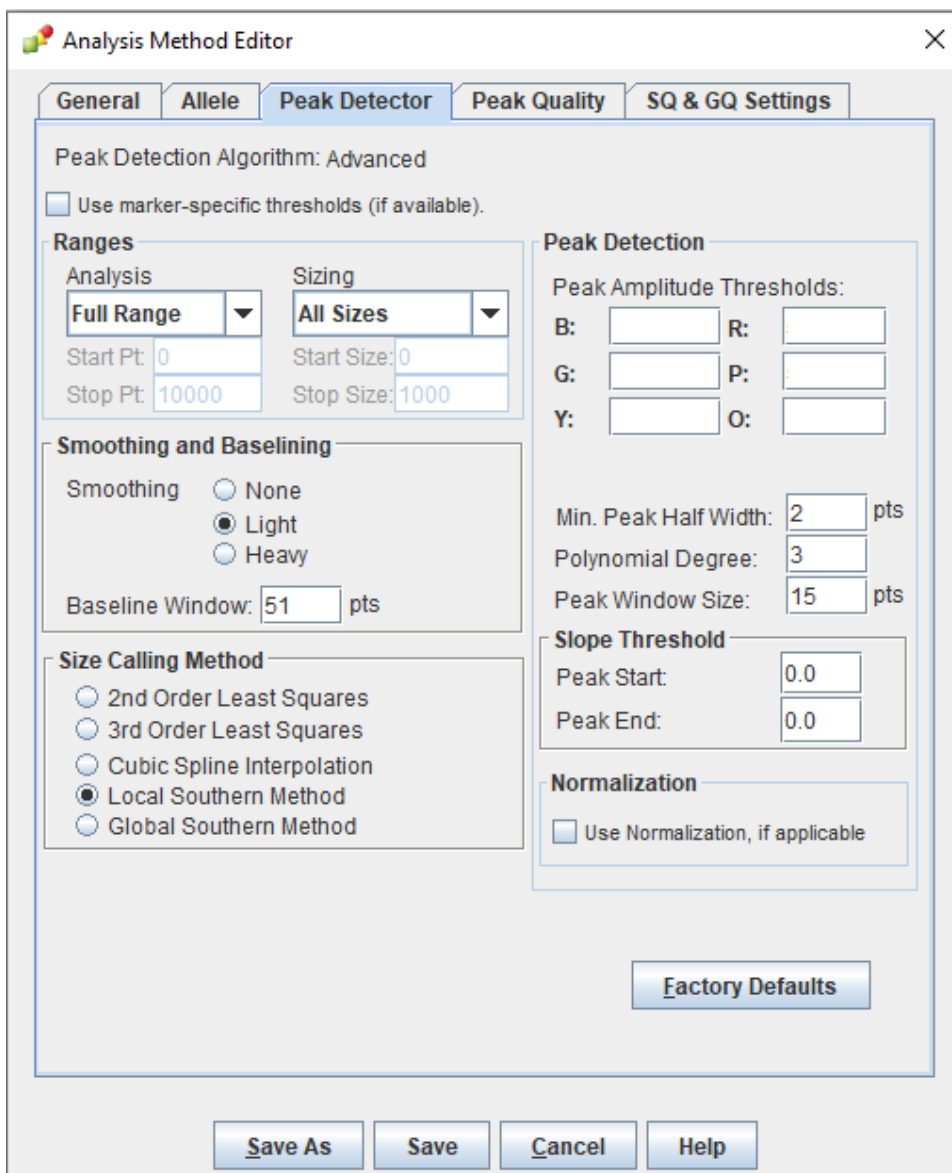 Analysis Method Editor
General Allele Peak Detector Peak Quality SQ & GQ Settings
Peak Detection Algorithm: Advanced
Use marker-specific thresholds (if available).
Ranges
Analysis Sizing
Full Range All Sizes
Start Pt: 0 Start Size: 0
Stop Pt: 10000 Stop Size: 1000
Smoothing and Baselining
Smoothing None
Light
Heavy
Baseline Window: 51 pts
Size Calling Method
2nd Order Least Squares
3rd Order Least Squares
Cubic Spline Interpolation
Local Southern Method
Global Southern Method
Peak Detection
Peak Amplitude Thresholds:
B: R:
G: P:
Y: O:
Min. Peak Half Width: 2 pts
Polynomial Degree: 3
Peak Window Size: 15 pts
Slope Threshold
Peak Start: 0.0
Peak End: 0.0
Normalization
Use Normalization, if applicable
Factory Defaults
Save As Save Cancel Help